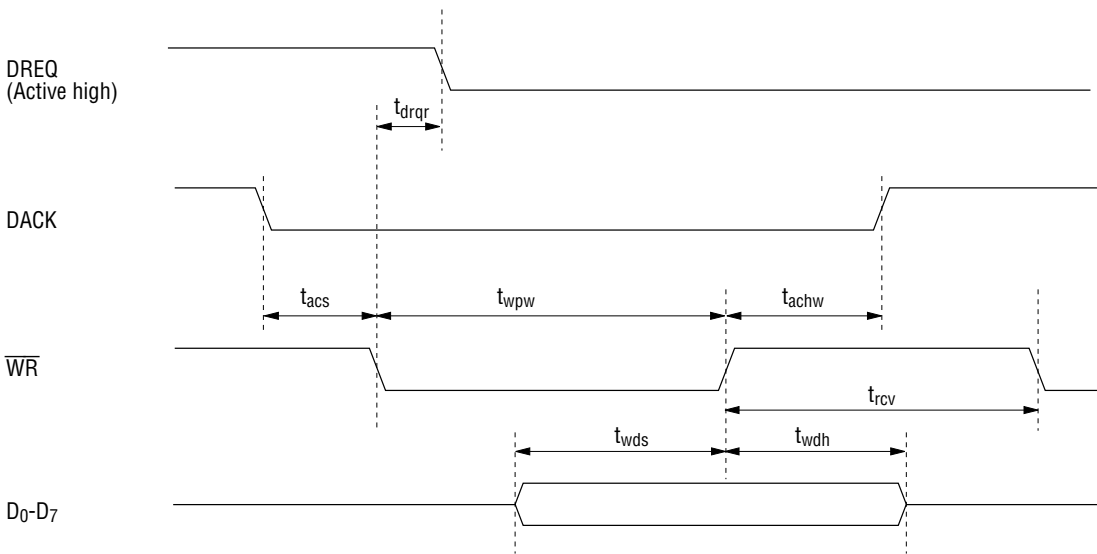 DREQ
(Active high)
tdrqr
DACK
tacs
twpw
tachw
WR
trcv
twds
twdh
D0-D7